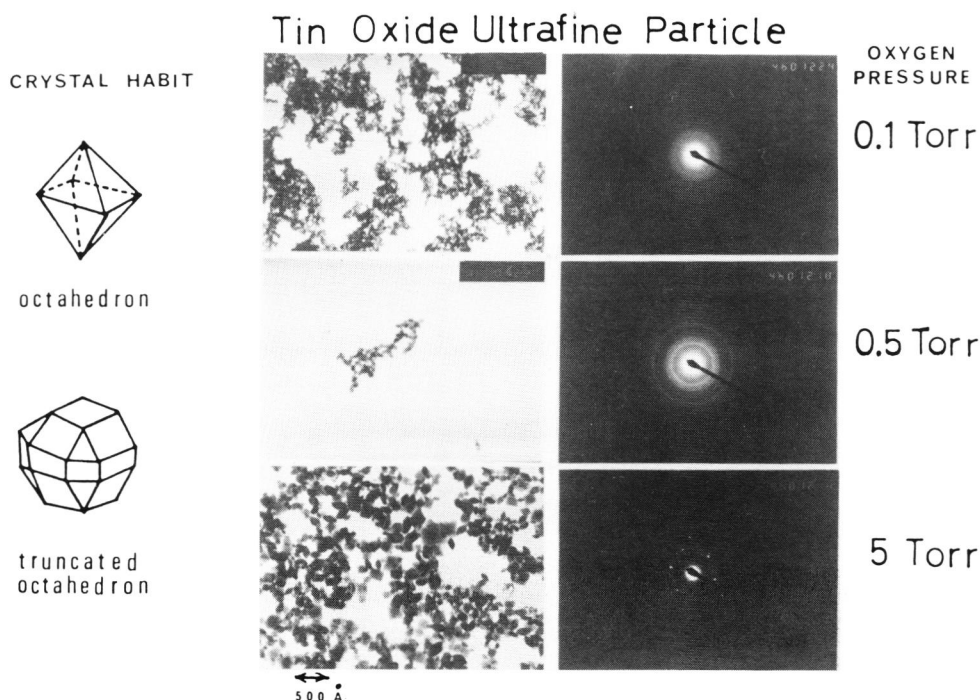 Tin Oxide Ultrafine Particle
CRYSTAL HABIT
OXYGEN
PRESSURE
0.1 Torr
octahedron
0.5 Torr
truncated
octahedron
5 Torr
500 Å